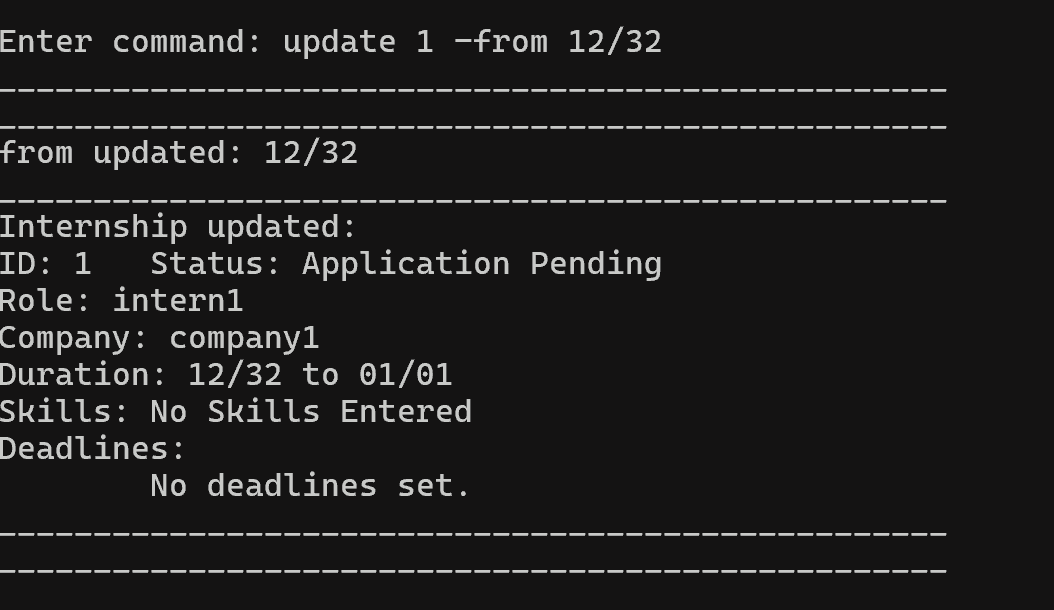 Enter command: update 1 -from 12/32
__________________________________________________
__________________________________________________
from updated: 12/32
__________________________________________________
Internship updated:
ID: 1   Status: Application Pending
Role: intern1
Company: company1
Duration: 12/32 to 01/01
Skills: No Skills Entered
Deadlines:
        No deadlines set.
__________________________________________________
__________________________________________________